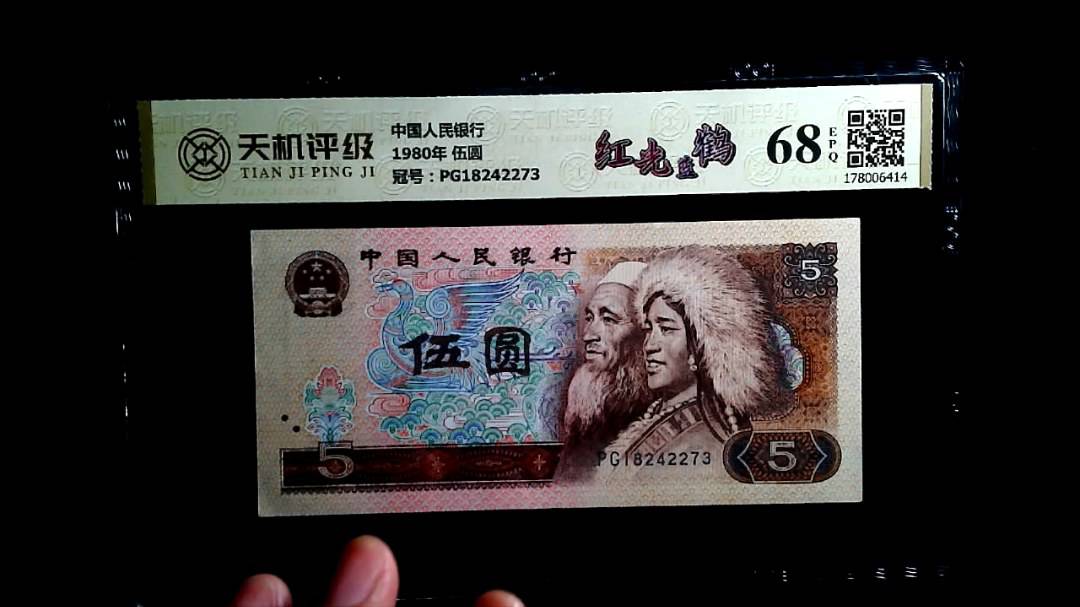 天机评级
TIAN JI PING JI
中国人民银行
1980年 伍圆
冠号：PG18242273
红光蓝鹤
68
EPQ
178006414
中国人民银行
5
伍圆
5
PG18242273
5